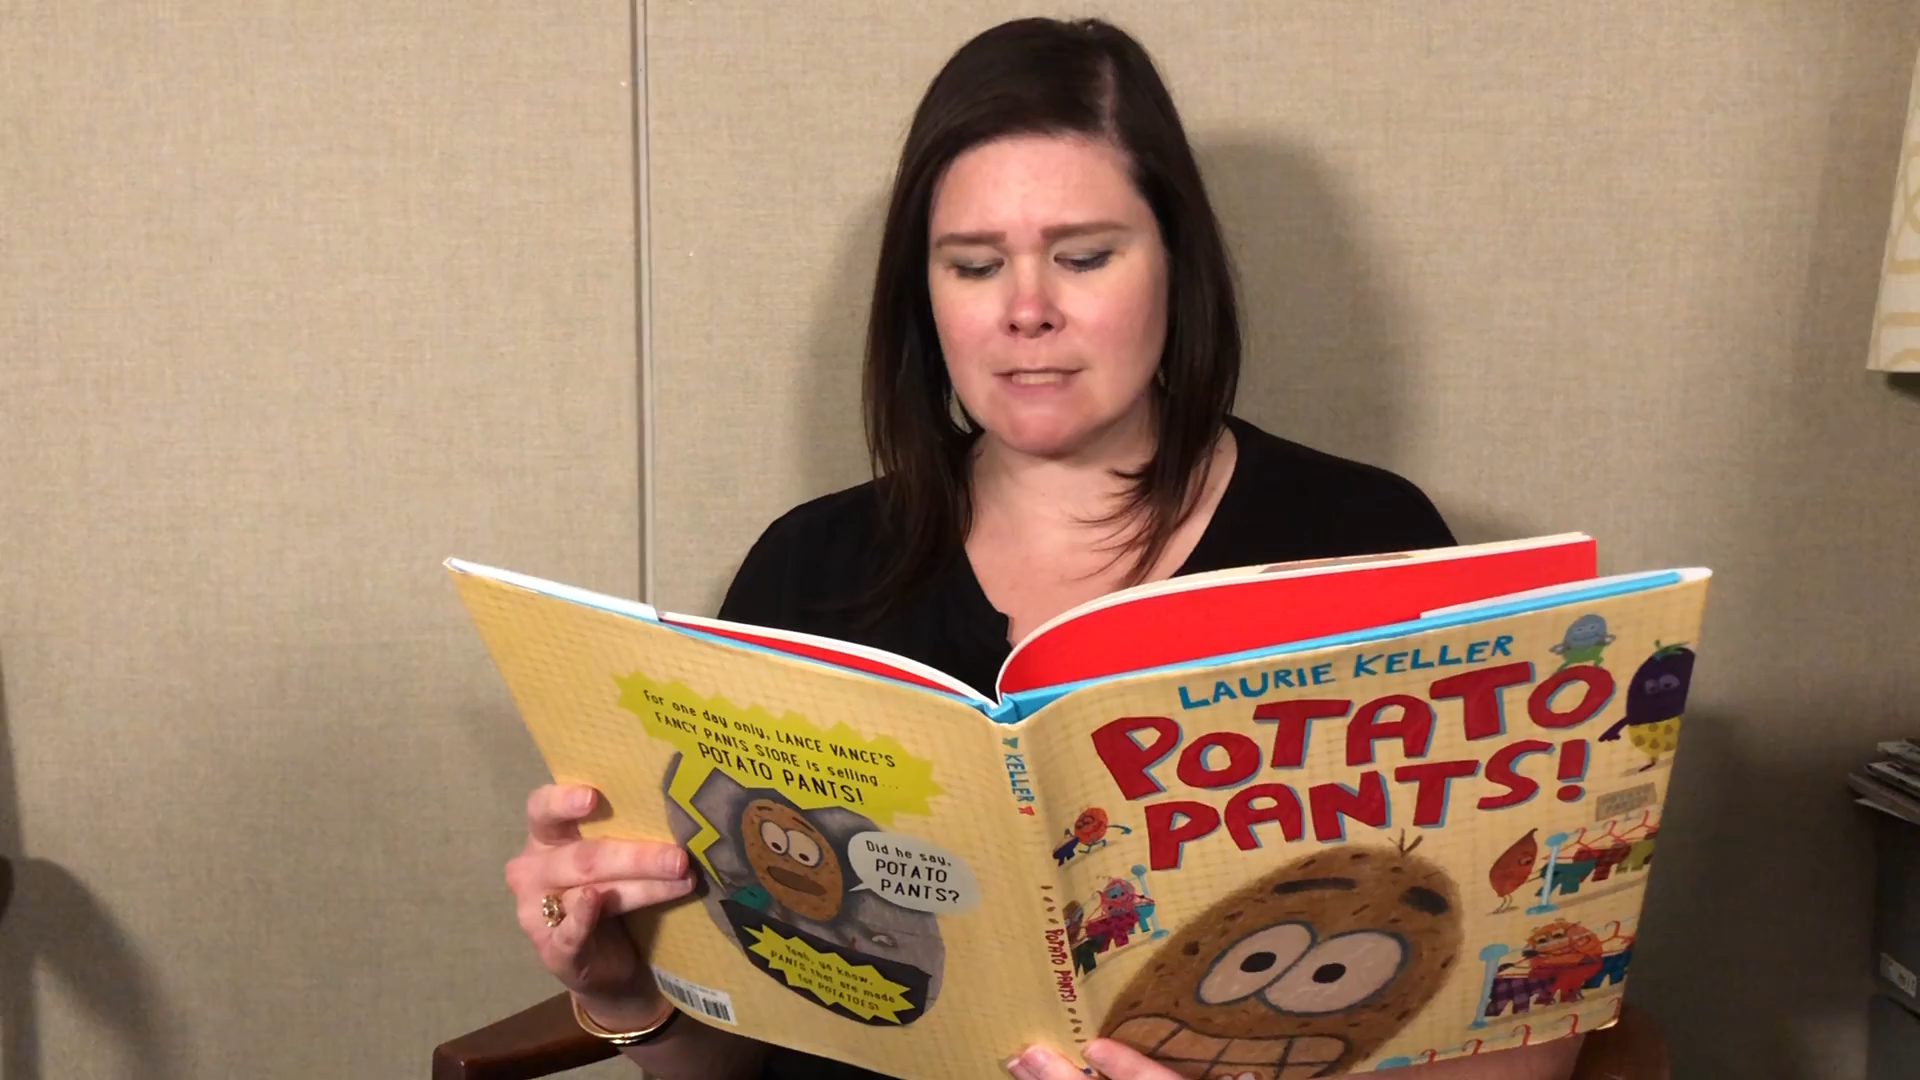 For one day only, LANCE VANCE'S
FANCY PANTS STORE is selling...
POTATO PANTS!
Did he say,
POTATO
PANTS?
Yeah, ya know,
PANTS that are made
for POTATOES!
KELLER
POTATO PANTS!
LAURIE KELLER
POTATO
PANTS!